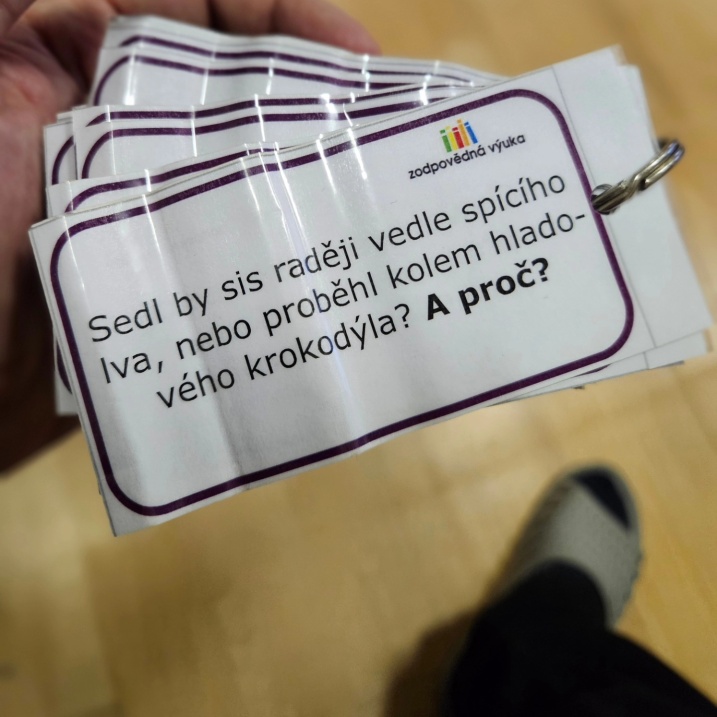 zodpovědná výuka
Sedl by sis raději vedle spícího
lva, nebo proběhl kolem hlado-
vého krokodýla? A proč?